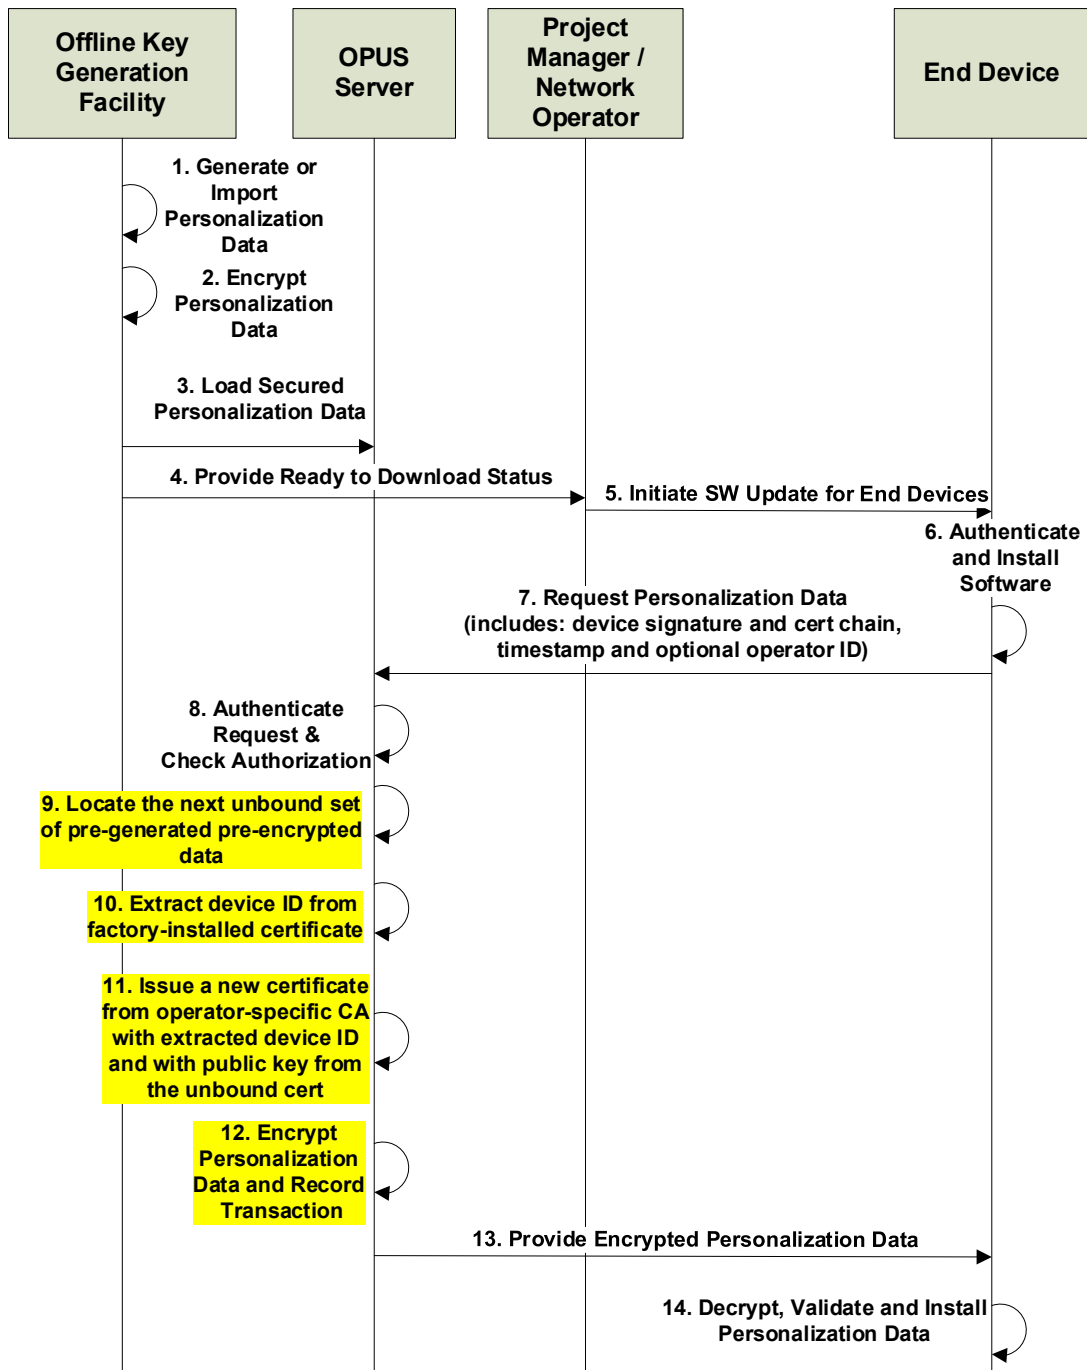 Offline Key
Generation
Facility
OPUS
Server
Project
Manager /
Network
Operator
End Device
1. Generate or
Import
Personalization
Data
2. Encrypt
Personalization
Data
3. Load Secured
Personalization Data
4. Provide Ready to Download Status
5. Initiate SW Update for End Devices
6. Authenticate
and Install
Software
7. Request Personalization Data
(includes: device signature and cert chain,
timestamp and optional operator ID)
8. Authenticate
Request &
Check Authorization
9. Locate the next unbound set
of pre-generated pre-encrypted
data
10. Extract device ID from
factory-installed certificate
11. Issue a new certificate
from operator-specific CA
with extracted device ID
and with public key from
the unbound cert
12. Encrypt
Personalization
Data and Record
Transaction
13. Provide Encrypted Personalization Data
14. Decrypt, Validate and Install
Personalization Data